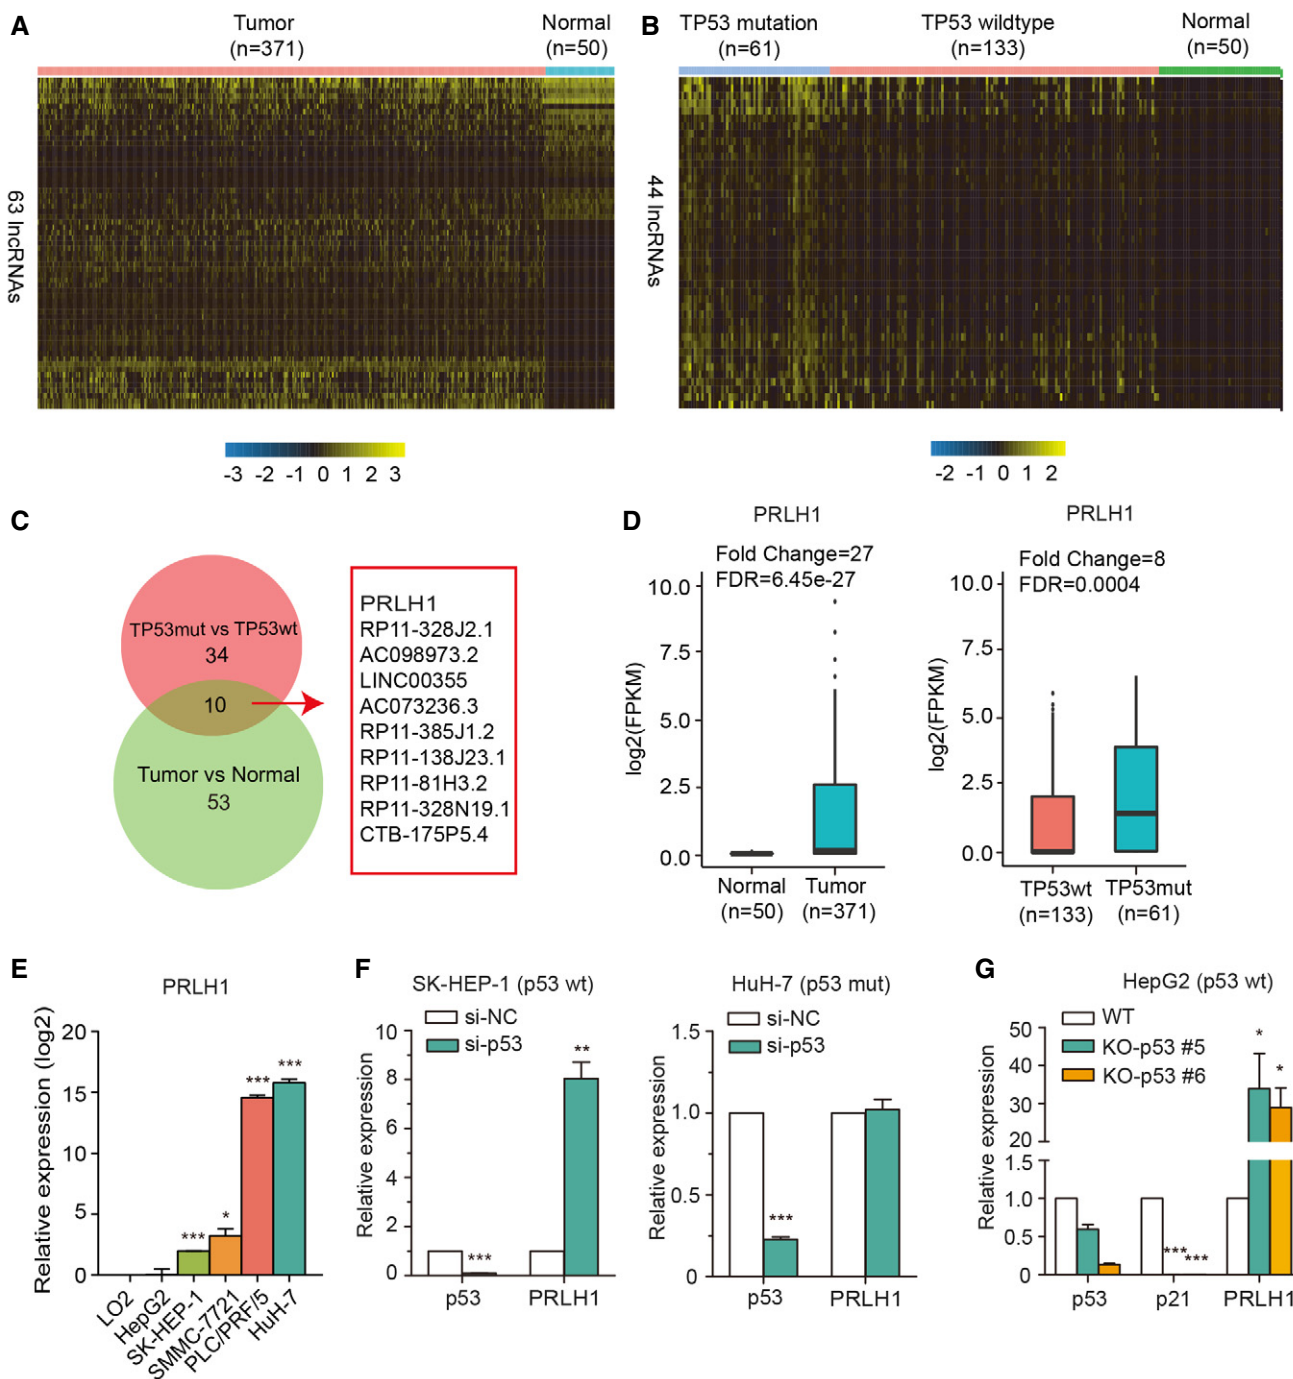 A
Tumor
(n=371)
Normal
(n=50)
63 lncRNAs
-3 -2 -1 0 1 2 3
B
TP53 mutation
(n=61)
TP53 wildtype
(n=133)
Normal
(n=50)
44 lncRNAs
-2 -1 0 1 2
C
TP53mut vs TP53wt
34
10
Tumor vs Normal
53
PRLH1
RP11-328J2.1
AC098973.2
LINC00355
AC073236.3
RP11-385J1.2
RP11-138J23.1
RP11-81H3.2
RP11-328N19.1
CTB-175P5.4
D
PRLH1
Fold Change=27
FDR=6.45e-27
log2(FPKM)
10.0
7.5
5.0
2.5
0.0
Normal
(n=50)
Tumor
(n=371)
PRLH1
Fold Change=8
FDR=0.0004
log2(FPKM)
10.0
7.5
5.0
2.5
0.0
TP53wt
(n=133)
TP53mut
(n=61)
E
PRLH1
Relative expression (log2)
20
15
10
5
0
***
*
***
***
LO2
HepG2
SK-HEP-1
SMMC-7721
PLC/PRF/5
HuH-7
F
SK-HEP-1 (p53 wt)
si-NC
si-p53
Relative expression
10
8
6
4
2
0
***
**
p53
PRLH1
HuH-7 (p53 mut)
si-NC
si-p53
Relative expression
1.5
1.0
0.5
0
***
p53
PRLH1
G
HepG2 (p53 wt)
WT
KO-p53 #5
KO-p53 #6
Relative expression
50
40
30
20
1.5
1.0
0.5
0
***
***
*
*
p53
p21
PRLH1